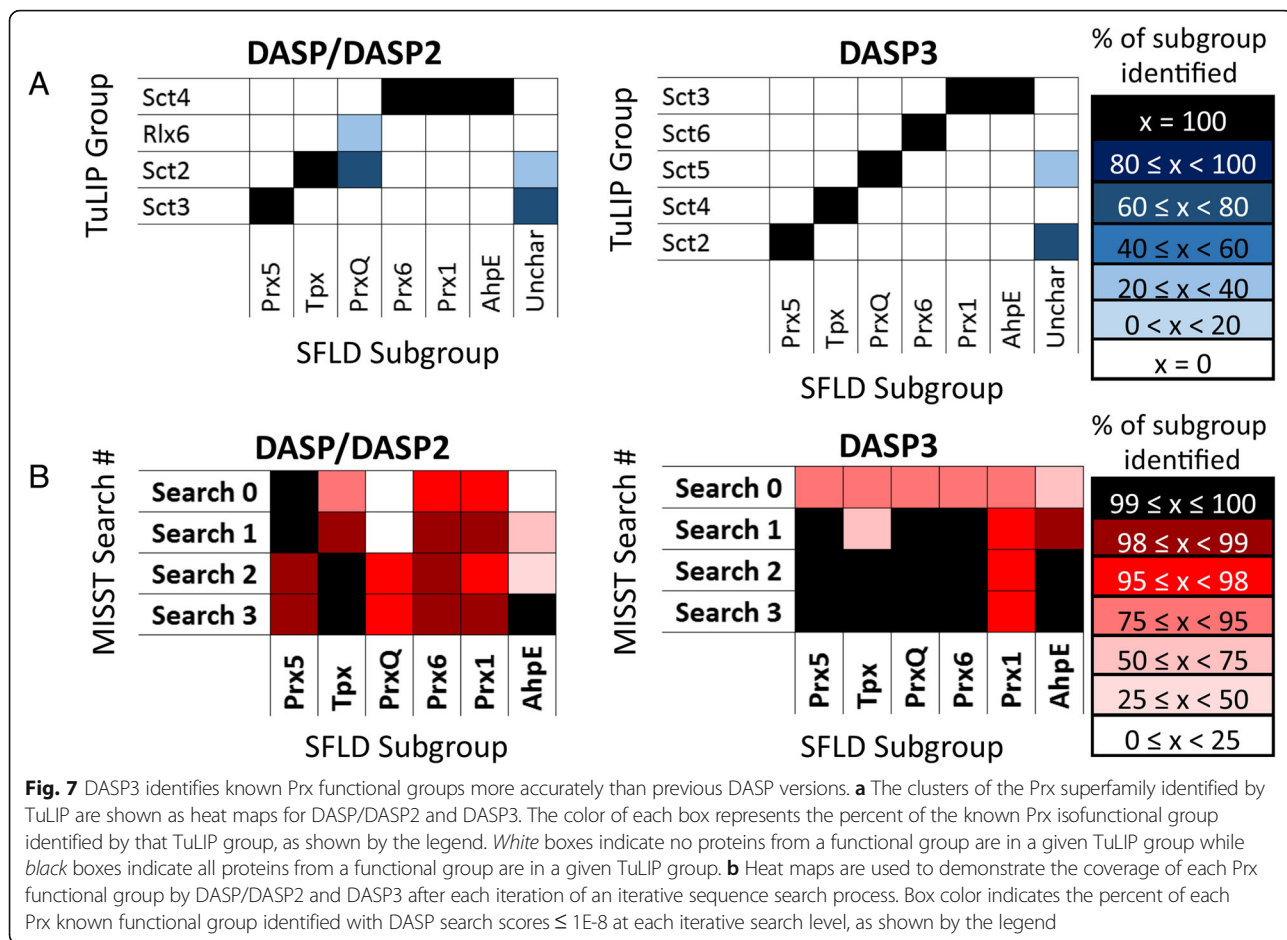 DASP/DASP2
DASP3
% of subgroup
identified
A
TuLIP Group
Sct4
Rlx6
Sct2
Sct3
Prx5
Tpx
PrxQ
Prx6
Prx1
AhpE
Unchar
SFLD Subgroup
TuLIP Group
Sct3
Sct6
Sct5
Sct4
Sct2
Prx5
Tpx
PrxQ
Prx6
Prx1
AhpE
Unchar
SFLD Subgroup
x = 100
80 ≤ x < 100
60 ≤ x < 80
40 ≤ x < 60
20 ≤ x < 40
0 < x < 20
x = 0
B
DASP/DASP2
DASP3
% of subgroup
identified
MISST Search #
Search 0
Search 1
Search 2
Search 3
Prx5
Tpx
PrxQ
Prx6
Prx1
AhpE
SFLD Subgroup
MISST Search #
Search 0
Search 1
Search 2
Search 3
Prx5
Tpx
PrxQ
Prx6
Prx1
AhpE
SFLD Subgroup
99 ≤ x ≤ 100
98 ≤ x < 99
95 ≤ x < 98
75 ≤ x < 95
50 ≤ x < 75
25 ≤ x < 50
0 ≤ x < 25
Fig. 7 DASP3 identifies known Prx functional groups more accurately than previous DASP versions. a The clusters of the Prx superfamily identified by
TuLIP are shown as heat maps for DASP/DASP2 and DASP3. The color of each box represents the percent of the known Prx isofunctional group
identified by that TuLIP group, as shown by the legend. White boxes indicate no proteins from a functional group are in a given TuLIP group while
black boxes indicate all proteins from a functional group are in a given TuLIP group. b Heat maps are used to demonstrate the coverage of each Prx
functional group by DASP/DASP2 and DASP3 after each iteration of an iterative sequence search process. Box color indicates the percent of each
Prx known functional group identified with DASP search scores ≤ 1E-8 at each iterative search level, as shown by the legend